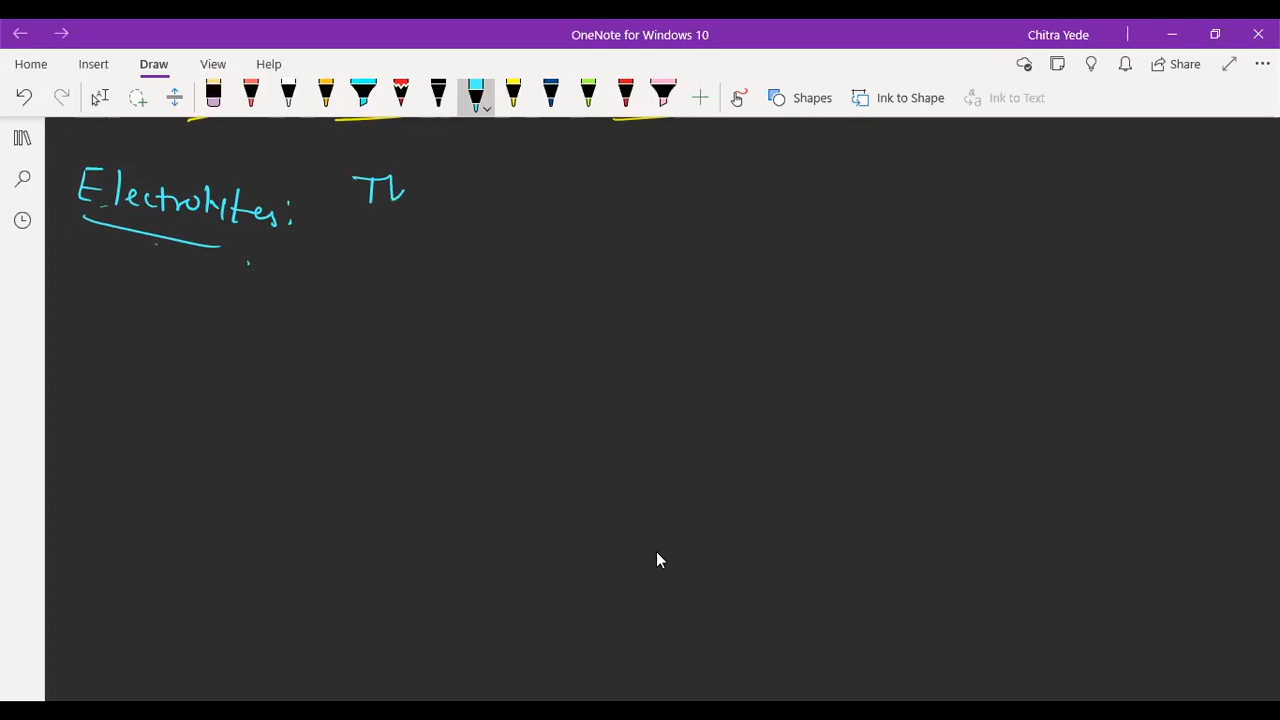 OneNote for Windows 10
Chitra Yede
Home Insert Draw View Help
Share
Shapes Ink to Shape Ink to Text
Electrolytes: